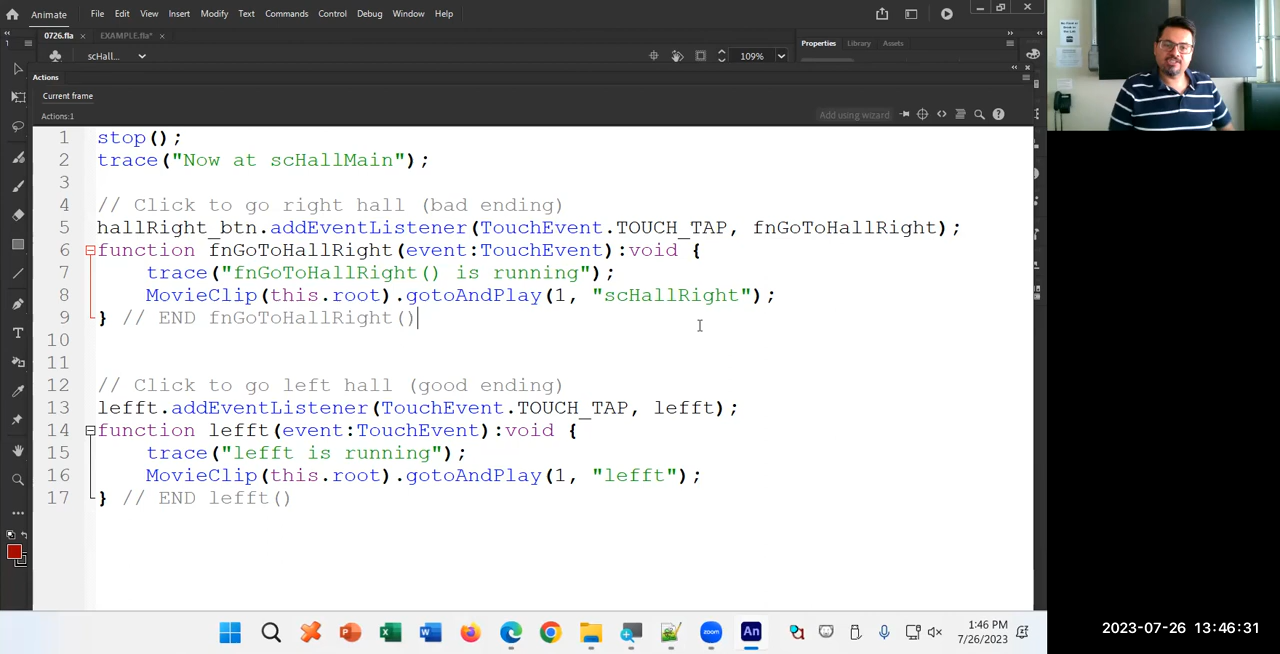 Animate File Edit View Insert Modify Text Commands Control Debug Window Help
0726.fla × EXAMPLE.fla* ×
scHall... 109%
Properties Library Assets
Actions
Current frame
Actions:1
Add using wizard
1 stop();
2 trace("Now at scHallMain");
3
4 // Click to go right hall (bad ending)
5 hallRight_btn.addEventListener(TouchEvent.TOUCH_TAP, fnGoToHallRight);
6 function fnGoToHallRight(event:TouchEvent):void {
7 trace("fnGoToHallRight() is running");
8 MovieClip(this.root).gotoAndPlay(1, "scHallRight");
9 } // END fnGoToHallRight()
10
11
12 // Click to go left hall (good ending)
13 lefft.addEventListener(TouchEvent.TOUCH_TAP, lefft);
14 function lefft(event:TouchEvent):void {
15 trace("lefft is running");
16 MovieClip(this.root).gotoAndPlay(1, "lefft");
17 } // END lefft()
zoom An
1:46 PM
7/26/2023
2023-07-26 13:46:31